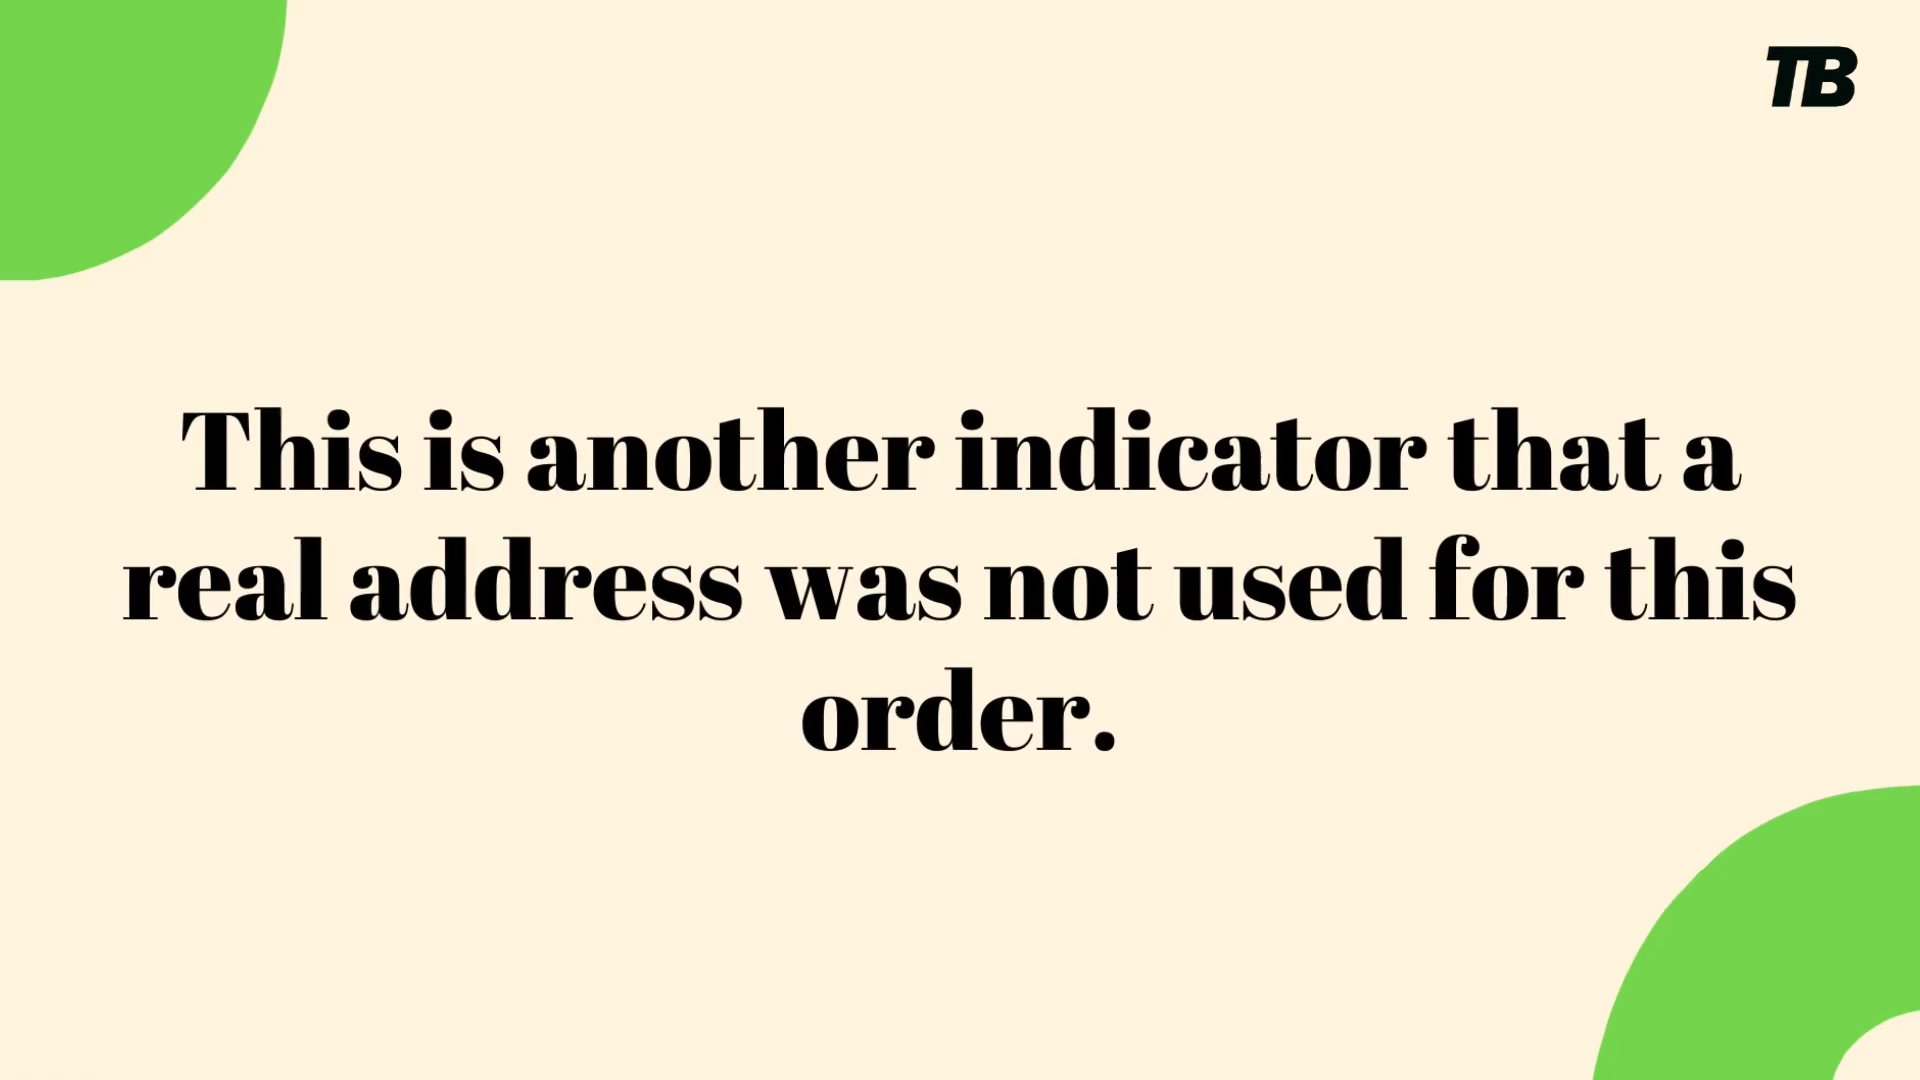 TB
This is another indicator that a
real address was not used for this
order.